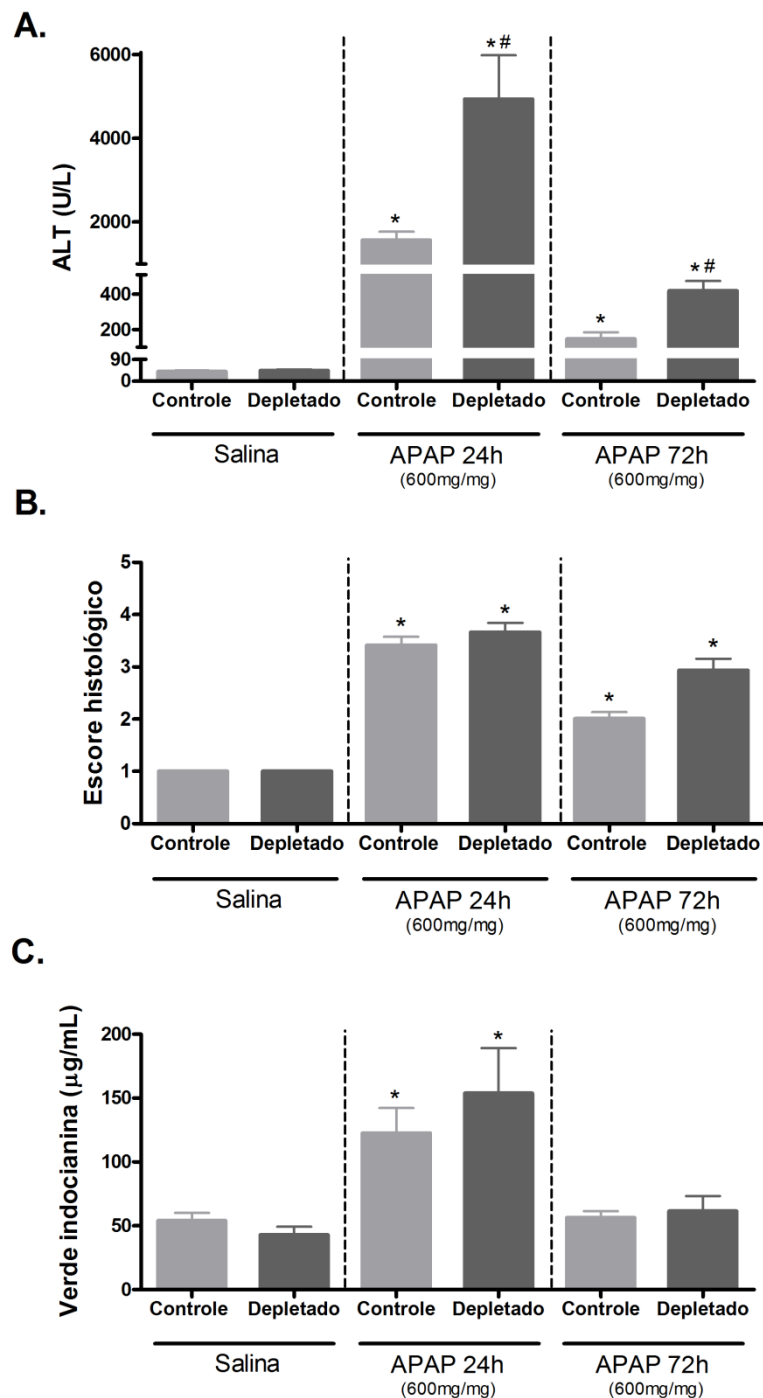 A.
6000
4000
2000
400
200
90
0
ALT (U/L)
*
* #
*
* #
Controle Depletado Controle Depletado Controle Depletado
Salina APAP 24h APAP 72h
(600mg/mg) (600mg/mg)
B.
5
4
3
2
1
0
Escore histológico
*
*
*
*
Controle Depletado Controle Depletado Controle Depletado
Salina APAP 24h APAP 72h
(600mg/mg) (600mg/mg)
C.
200
150
100
50
0
Verde indocianina (µg/mL)
*
*
Controle Depletado Controle Depletado Controle Depletado
Salina APAP 24h APAP 72h
(600mg/mg) (600mg/mg)